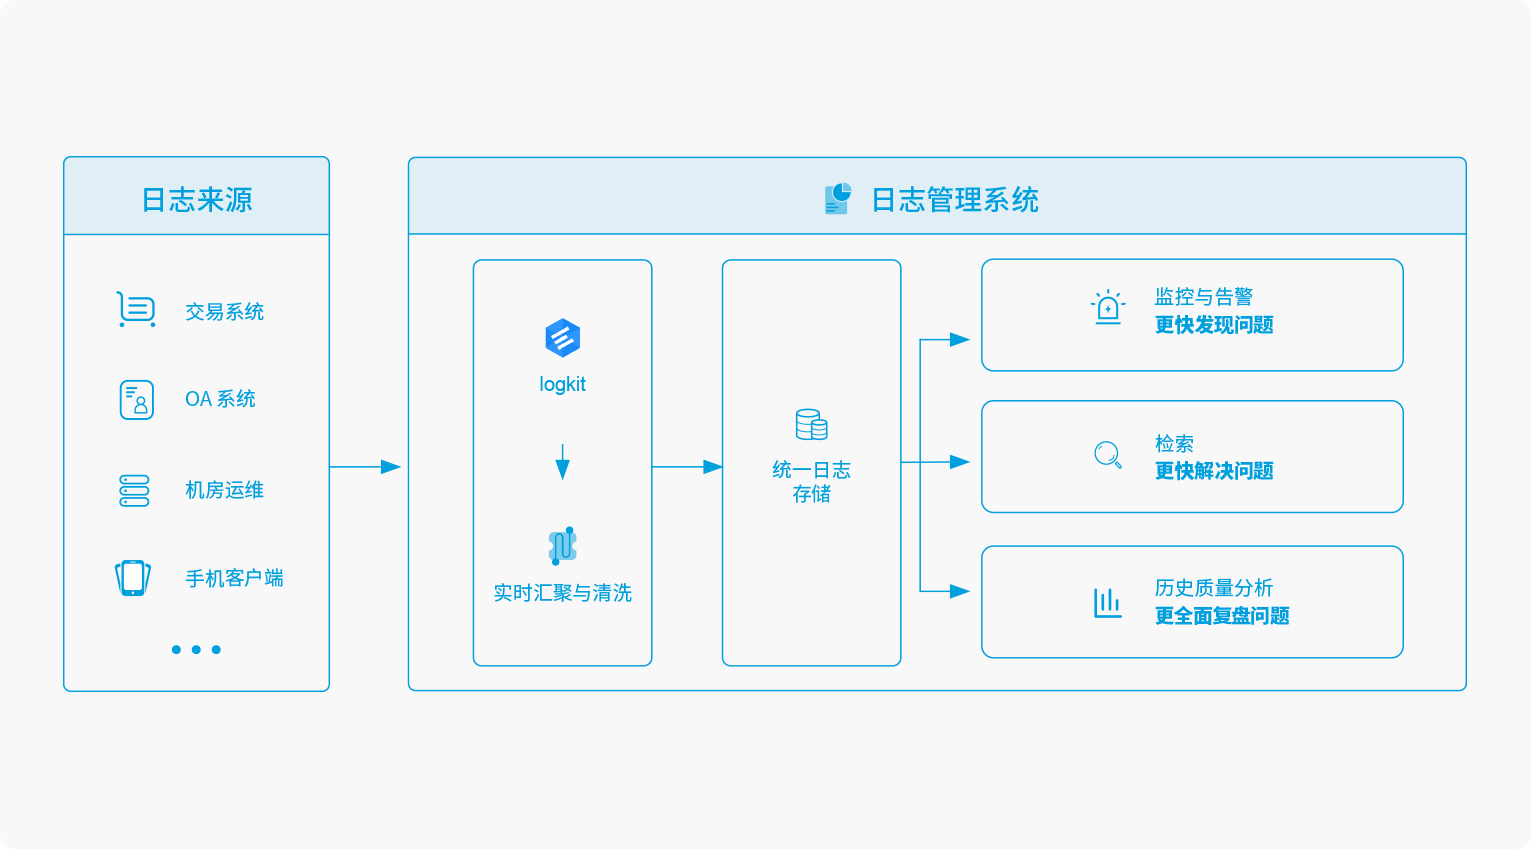 日志来源
交易系统
OA 系统
机房运维
手机客户端
日志管理系统
logkit
实时汇聚与清洗
统一日志
存储
监控与告警
更快发现问题
检索
更快解决问题
历史质量分析
更全面复盘问题